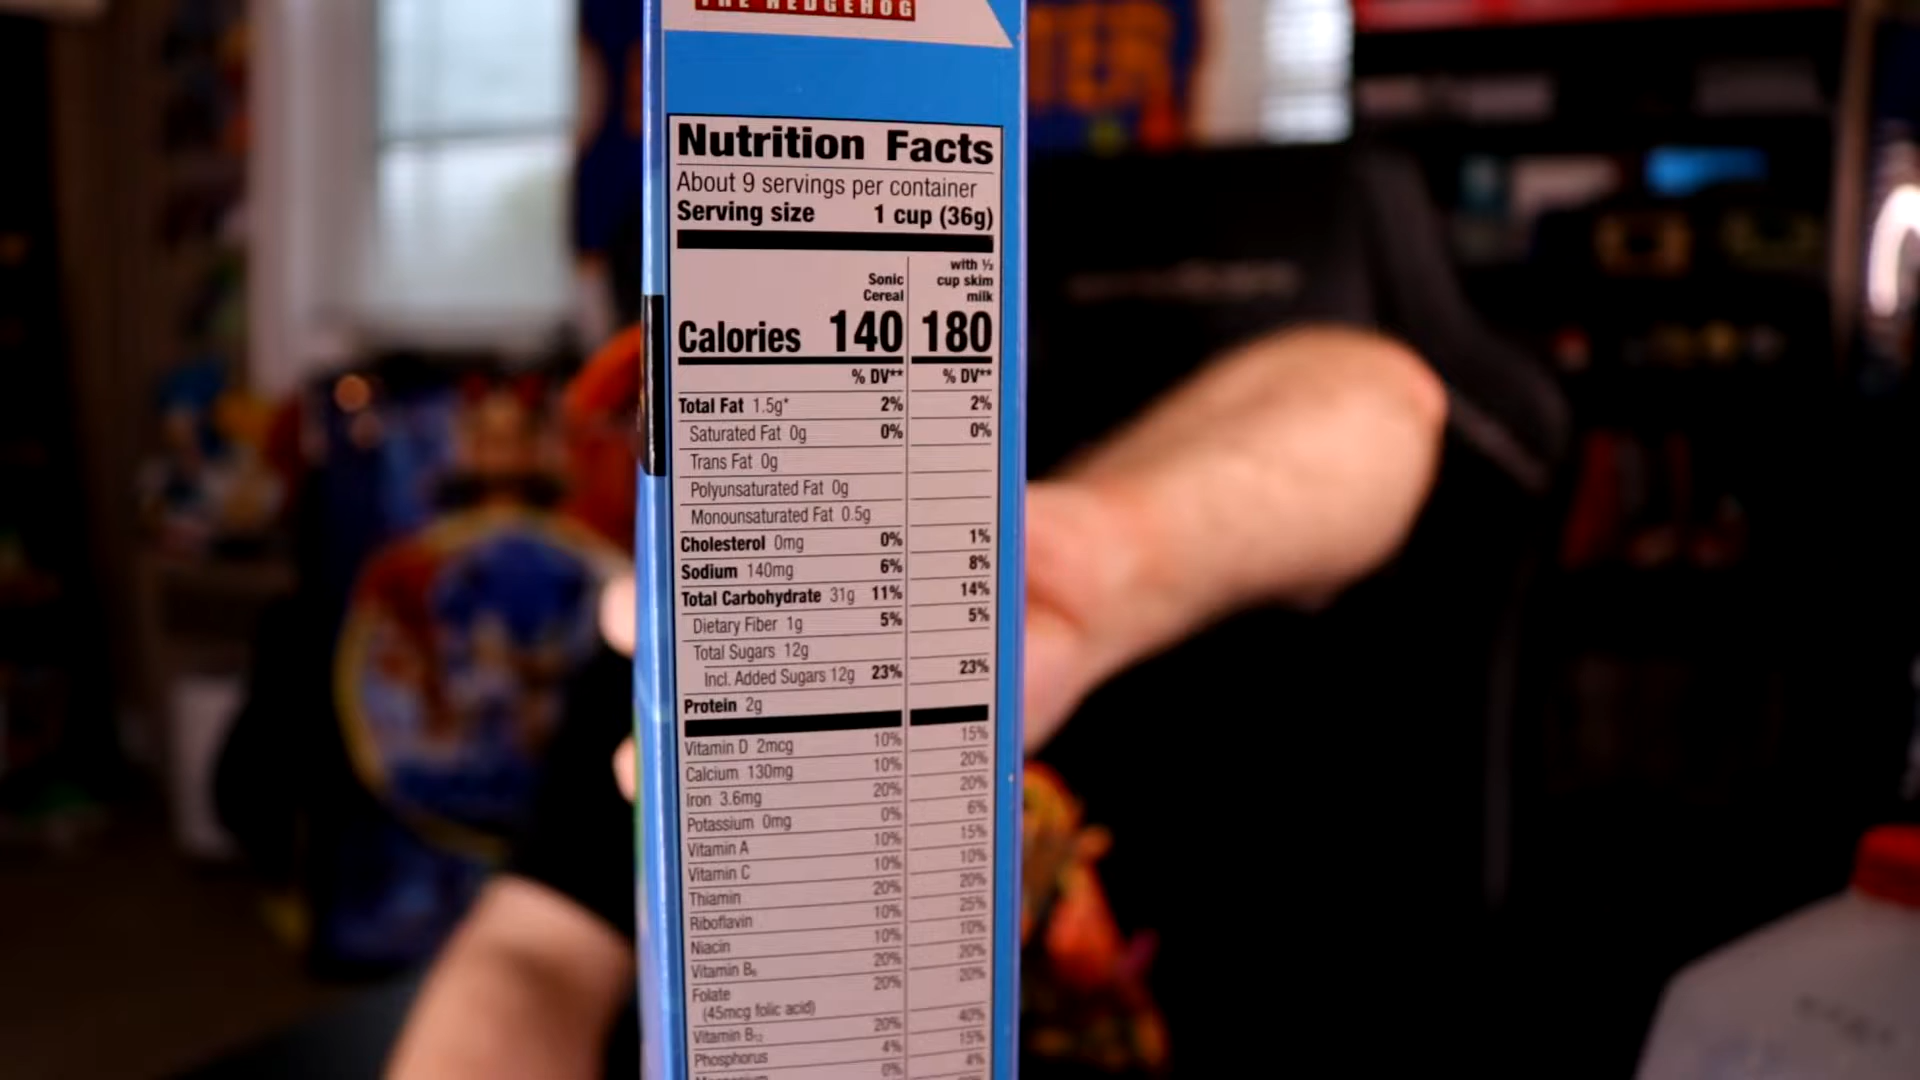 THE HEDGEHOG
Nutrition Facts
About 9 servings per container
Serving size 1 cup (36g)
Sonic Cereal
with ½ cup skim milk
Calories 140 180
% DV** % DV**
Total Fat 1.5g* 2% 2%
Saturated Fat 0g 0% 0%
Trans Fat 0g
Polyunsaturated Fat 0g
Monounsaturated Fat 0.5g
Cholesterol 0mg 0% 1%
Sodium 140mg 6% 8%
Total Carbohydrate 31g 11% 14%
Dietary Fiber 1g 5% 5%
Total Sugars 12g
Incl. Added Sugars 12g 23% 23%
Protein 2g
Vitamin D 2mcg 10% 15%
Calcium 130mg 10% 20%
Iron 3.6mg 20% 20%
Potassium 0mg 0% 6%
Vitamin A 10% 15%
Vitamin C 10% 10%
Thiamin 20% 20%
Riboflavin 10% 25%
Niacin 10% 10%
Vitamin B₆ 20% 20%
Folate 20% 20%
(45mcg folic acid)
Vitamin B₁₂ 20% 40%
Phosphorus 4% 15%
0% 4%